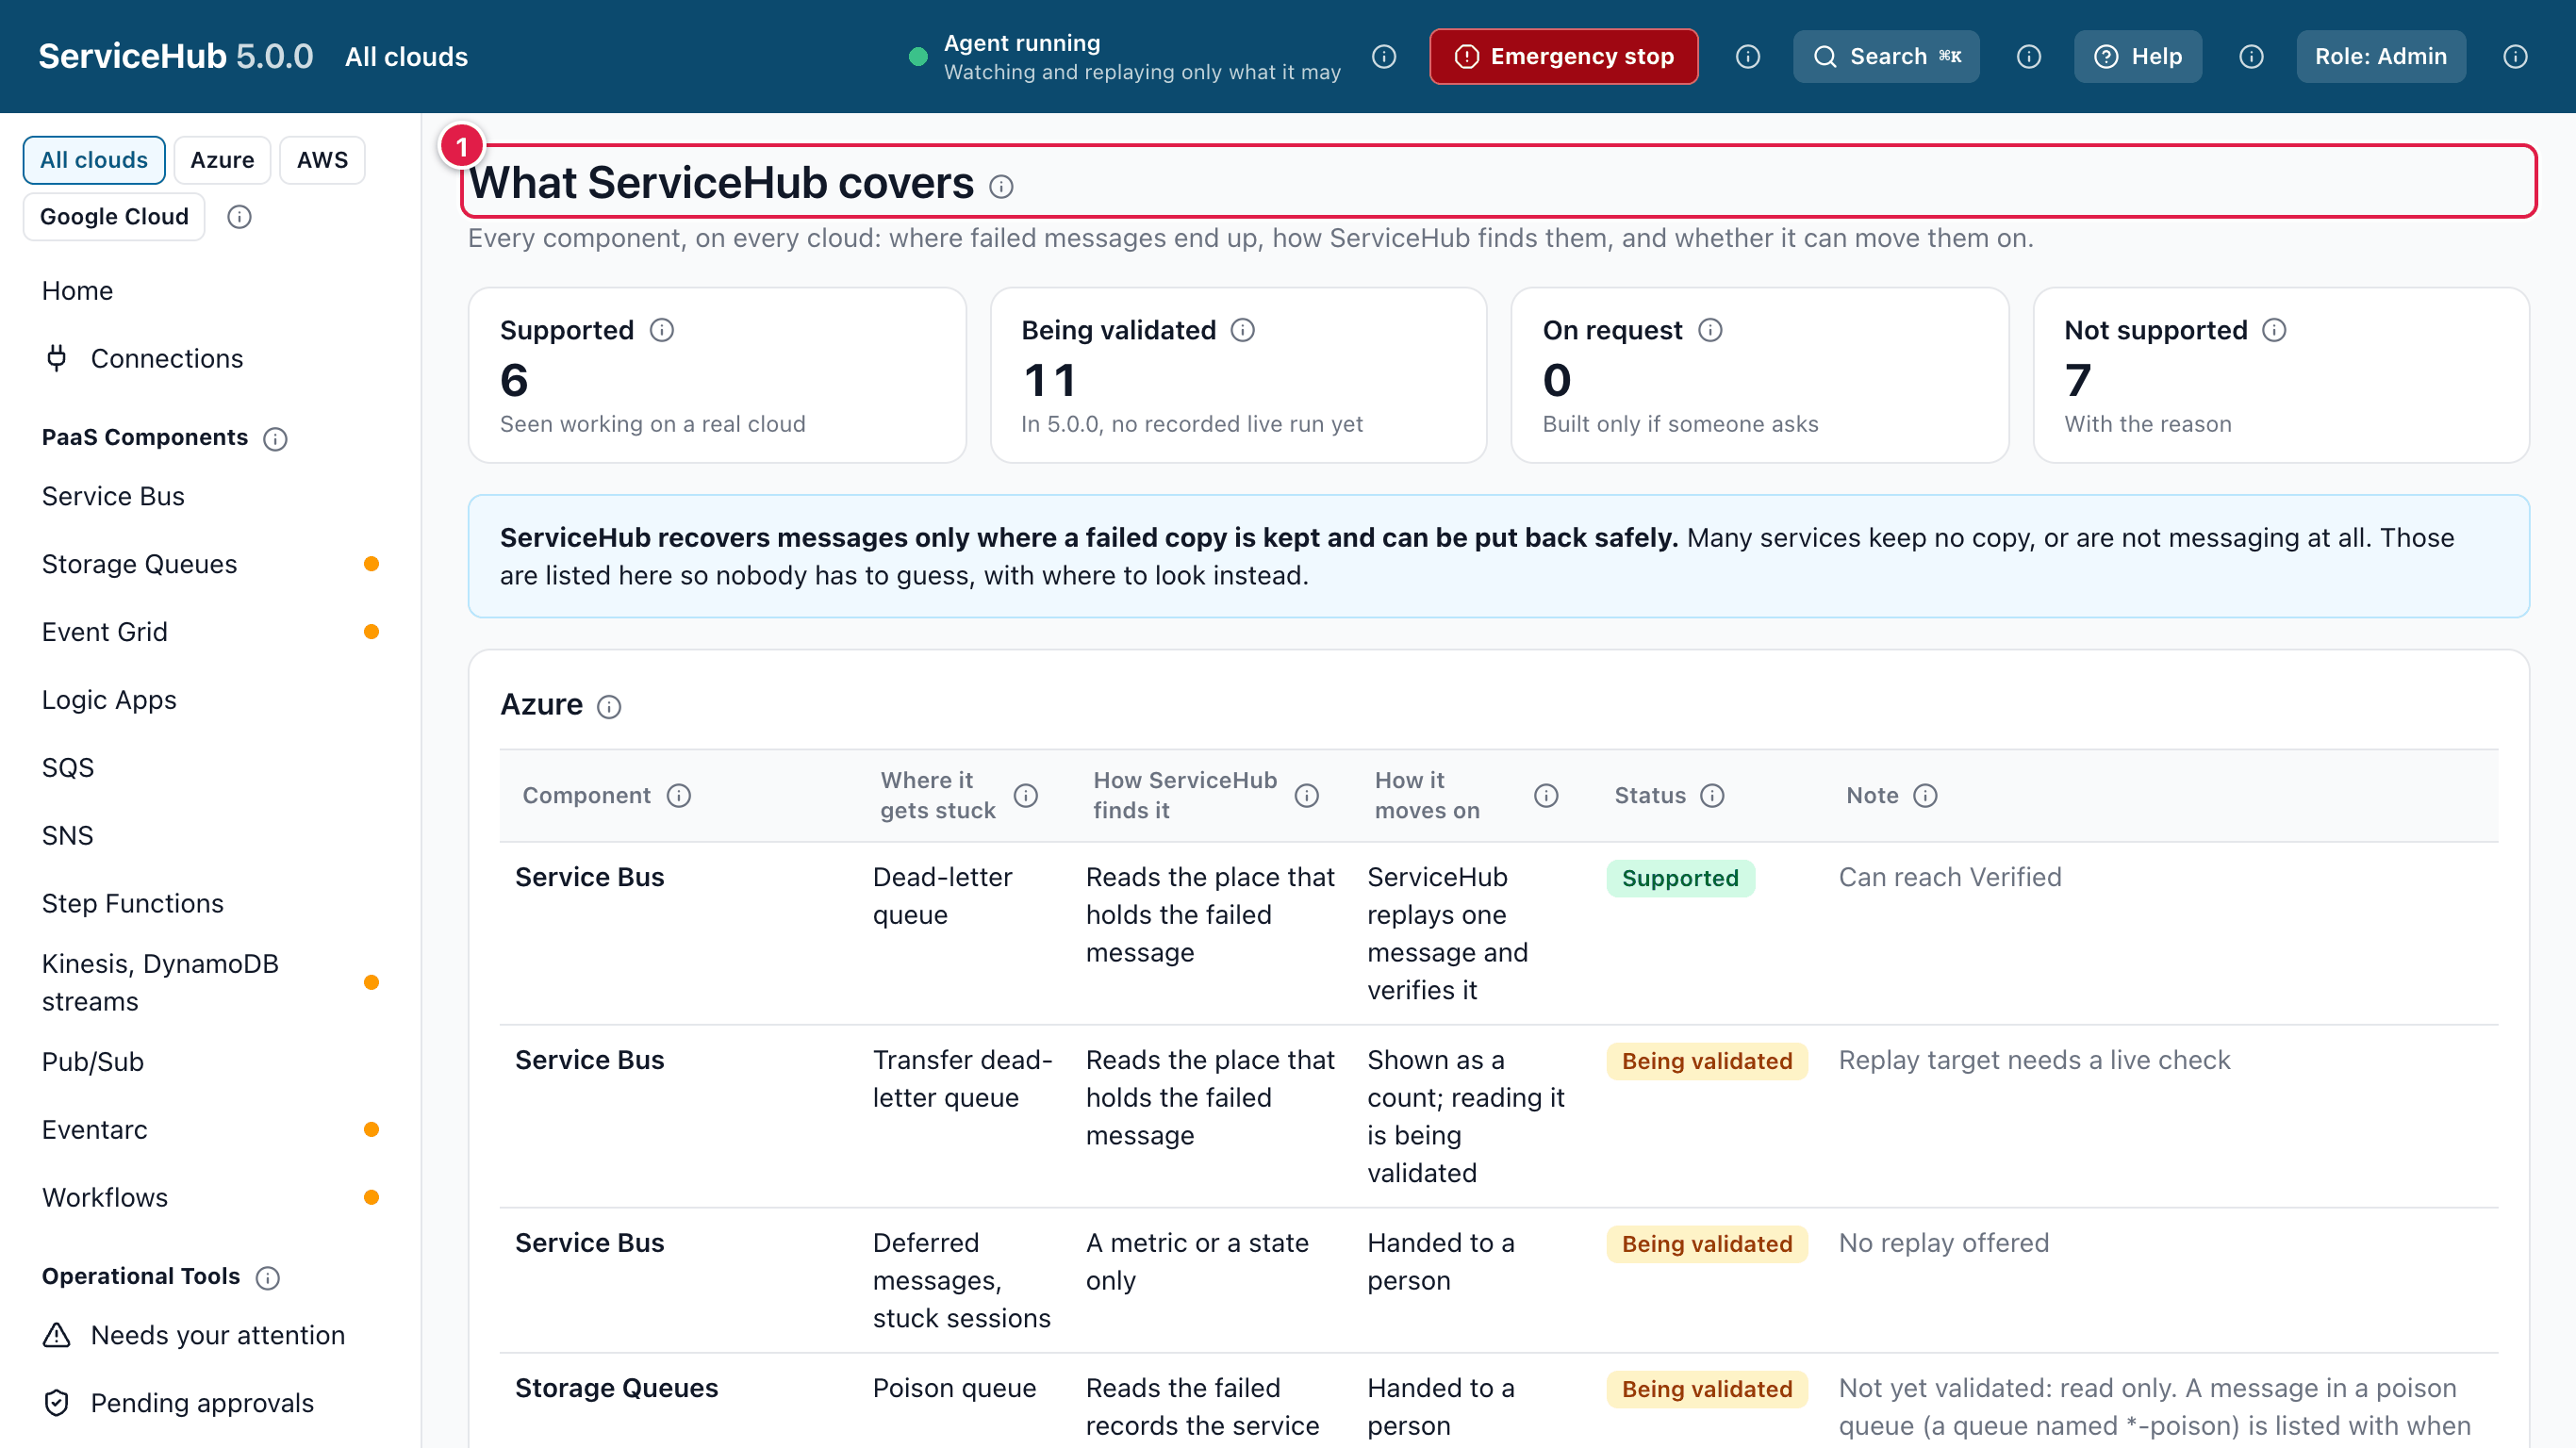 ServiceHub 5.0.0 All clouds
Agent running
Watching and replaying only what it may
Emergency stop
Search ⌘K
Help
Role: Admin
All clouds
Azure
AWS
Google Cloud
Home
Connections
PaaS Components
Service Bus
Storage Queues
Event Grid
Logic Apps
SQS
SNS
Step Functions
Kinesis, DynamoDB
streams
Pub/Sub
Eventarc
Workflows
Operational Tools
Needs your attention
Pending approvals
1
What ServiceHub covers
Every component, on every cloud: where failed messages end up, how ServiceHub finds them, and whether it can move them on.
Supported
6
Seen working on a real cloud
Being validated
11
In 5.0.0, no recorded live run yet
On request
0
Built only if someone asks
Not supported
7
With the reason
ServiceHub recovers messages only where a failed copy is kept and can be put back safely. Many services keep no copy, or are not messaging at all. Those
are listed here so nobody has to guess, with where to look instead.
Azure
Component
Where it
gets stuck
How ServiceHub
finds it
How it
moves on
Status
Note
Service Bus
Dead-letter
queue
Reads the place that
holds the failed
message
ServiceHub
replays one
message and
verifies it
Supported
Can reach Verified
Service Bus
Transfer dead-
letter queue
Reads the place that
holds the failed
message
Shown as a
count; reading it
is being
validated
Being validated
Replay target needs a live check
Service Bus
Deferred
messages,
stuck sessions
A metric or a state
only
Handed to a
person
Being validated
No replay offered
Storage Queues
Poison queue
Reads the failed
records the service
Handed to a
person
Being validated
Not yet validated: read only. A message in a poison
queue (a queue named *-poison) is listed with when